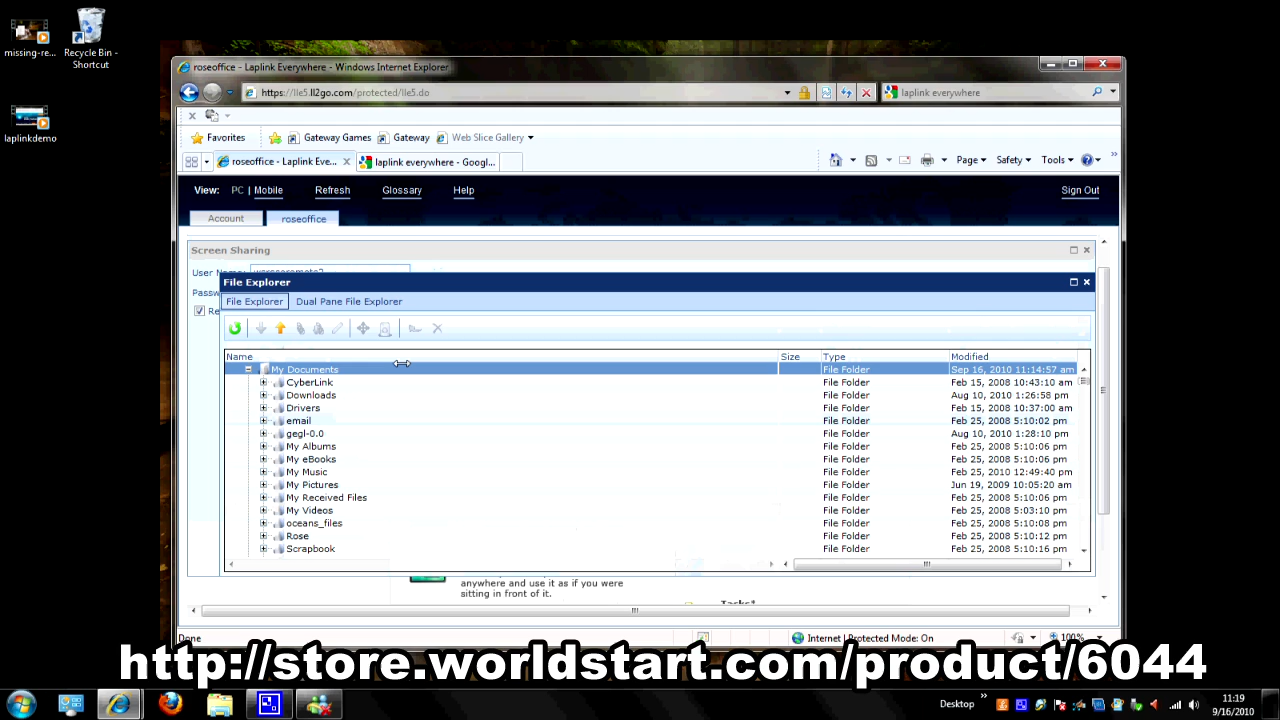 missing-re...
Recycle Bin -
Shortcut
laplinkdemo
roseoffice - Laplink Everywhere - Windows Internet Explorer
https://lle5.ll2go.com/protected/lle5.do
laplink everywhere
Favorites
Gateway Games
Gateway
Web Slice Gallery
roseoffice - Laplink Eve...
laplink everywhere - Googl...
Page
Safety
Tools
View: PC | Mobile Refresh Glossary Help
Sign Out
Account
roseoffice
Screen Sharing
User
File Explorer
File Explorer
Dual Pane File Explorer
Name Size Type Modified
My Documents File Folder Sep 16, 2010 11:14:57 am
CyberLink File Folder Feb 15, 2008 10:43:10 am
Downloads File Folder Aug 10, 2010 1:26:58 pm
Drivers File Folder Feb 15, 2008 10:37:00 am
email File Folder Feb 25, 2008 5:10:02 pm
gegl-0.0 File Folder Aug 10, 2010 1:28:10 pm
My Albums File Folder Feb 25, 2008 5:10:06 pm
My eBooks File Folder Feb 25, 2008 5:10:06 pm
My Music File Folder Feb 25, 2010 12:49:40 pm
My Pictures File Folder Jun 19, 2009 10:05:20 am
My Received Files File Folder Feb 25, 2008 5:10:06 pm
My Videos File Folder Feb 25, 2008 5:03:10 pm
oceans_files File Folder Feb 25, 2008 5:10:08 pm
Rose File Folder Feb 25, 2008 5:10:12 pm
Scrapbook File Folder Feb 25, 2008 5:10:16 pm
anywhere and use it as if you were
sitting in front of it.
Tasks*
Done
Internet | Protected Mode: On
100%
http://store.worldstart.com/product/6044
Desktop
11:19
9/16/2010